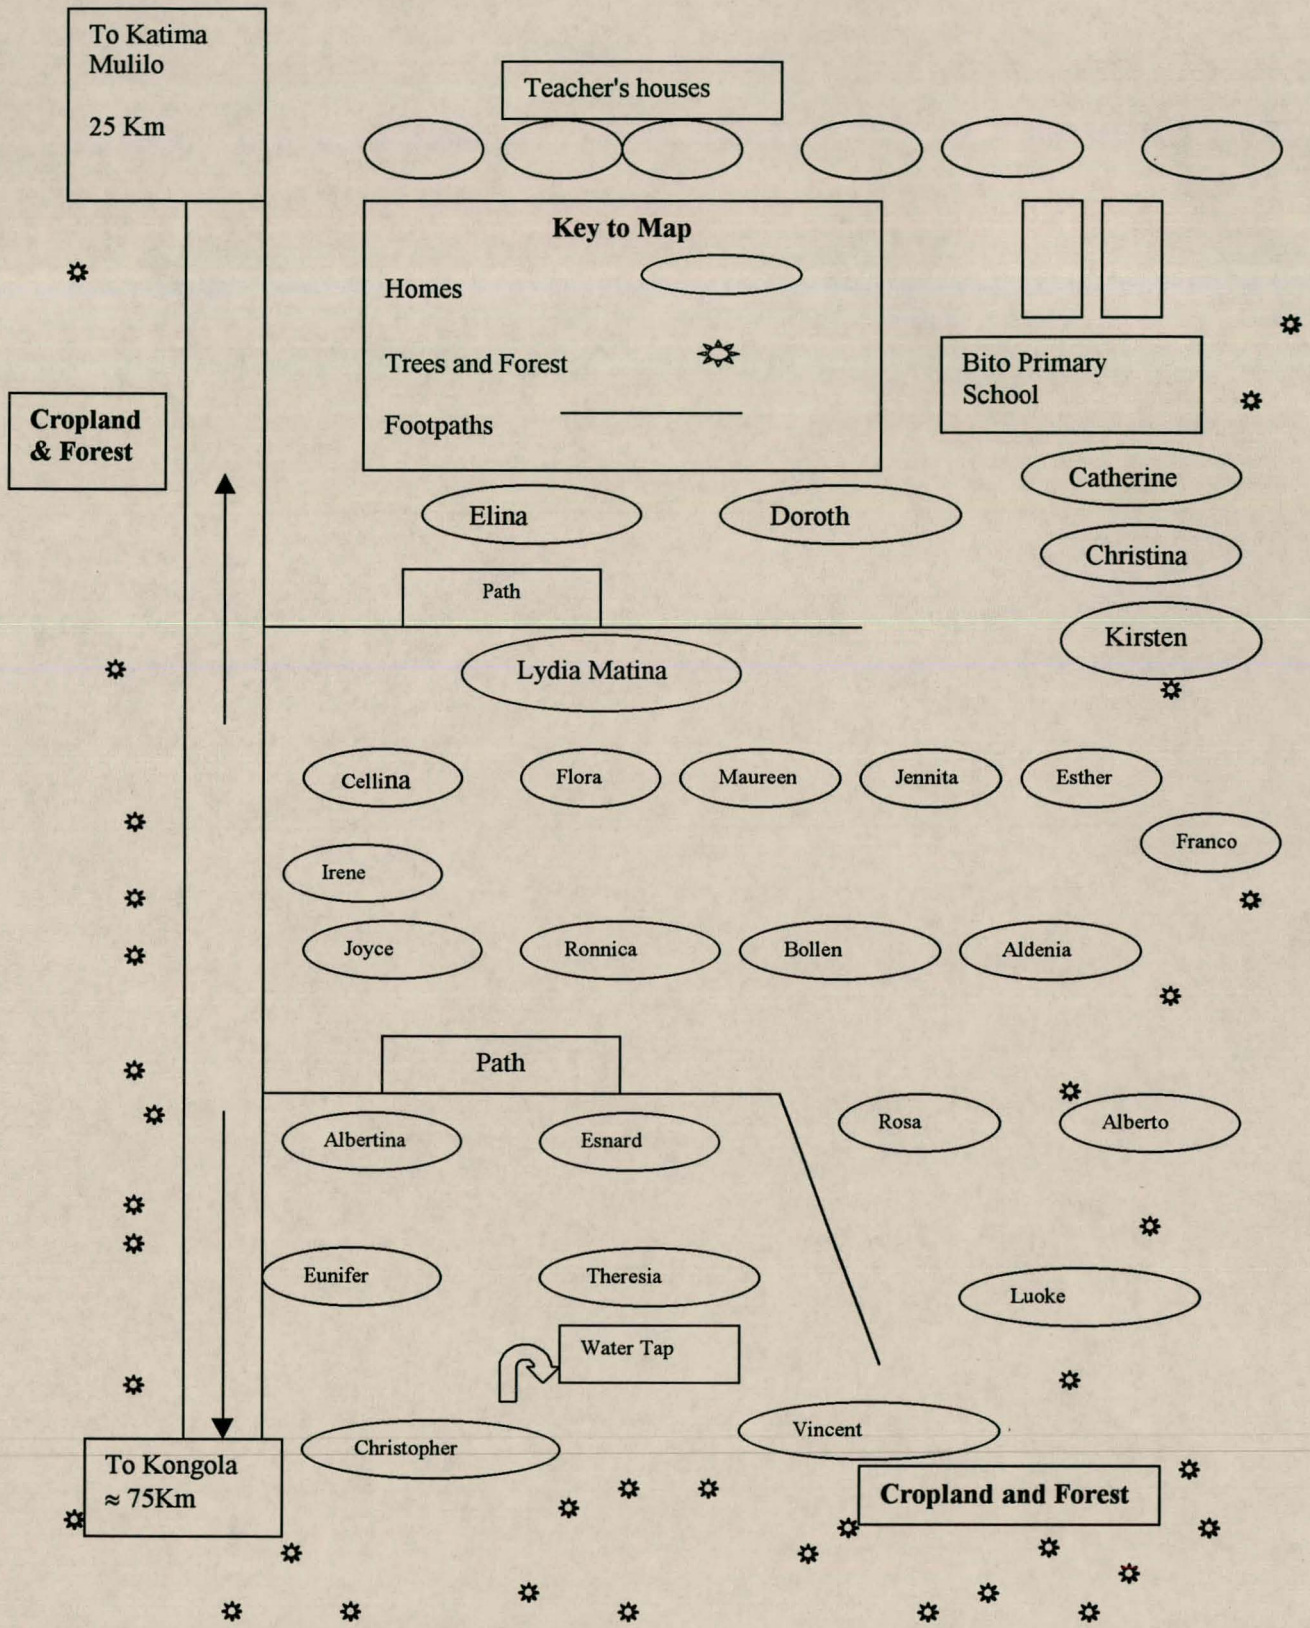 To Katima
Mulilo
25 Km
Teacher's houses
Key to Map
Homes
Trees and Forest
Footpaths
Bito Primary
School
Cropland
& Forest
Catherine
Elina
Doroth
Christina
Path
Kirsten
Lydia Matina
Cellina
Flora
Maureen
Jennita
Esther
Franco
Irene
Joyce
Ronnica
Bollen
Aldenia
Path
Albertina
Esnard
Rosa
Alberto
Eunifer
Theresia
Luoke
Water Tap
Christopher
Vincent
To Kongola
≈ 75Km
Cropland and Forest